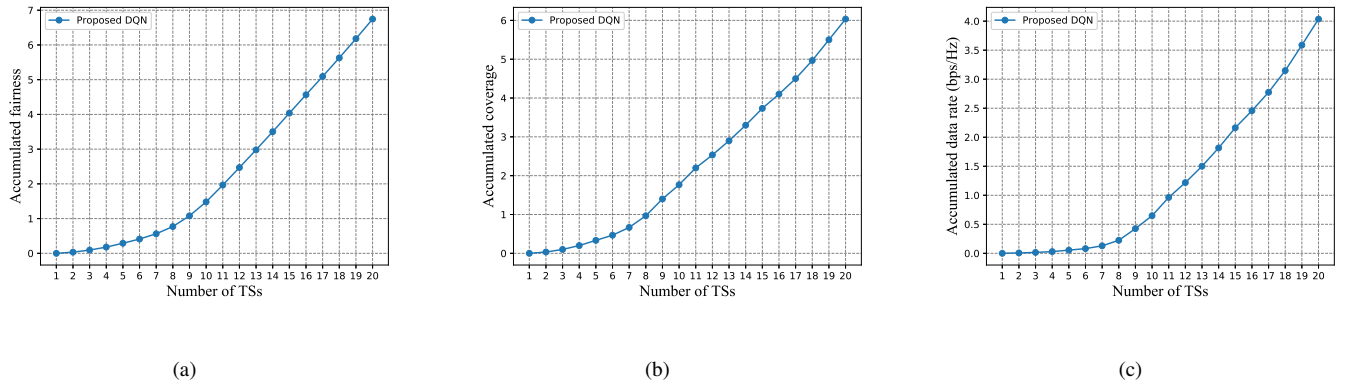 Proposed DQN
Accumulated fairness
7
6
5
4
3
2
1
0
1 2 3 4 5 6 7 8 9 10 11 12 13 14 15 16 17 18 19 20
Number of TSs
(a)
Proposed DQN
Accumulated coverage
6
5
4
3
2
1
0
1 2 3 4 5 6 7 8 9 10 11 12 13 14 15 16 17 18 19 20
Number of TSs
(b)
Proposed DQN
Accumulated data rate (bps/Hz)
4.0
3.5
3.0
2.5
2.0
1.5
1.0
0.5
0.0
1 2 3 4 5 6 7 8 9 10 11 12 13 14 15 16 17 18 19 20
Number of TSs
(c)